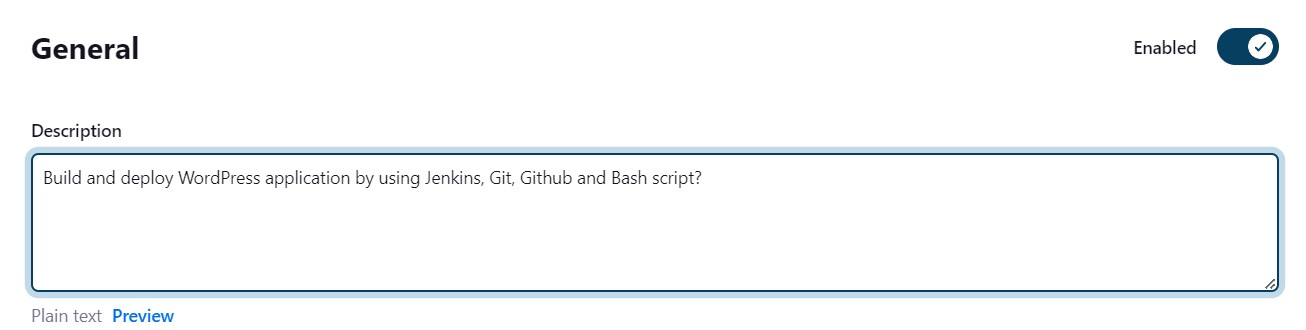 General
Enabled
Description
Build and deploy WordPress application by using Jenkins, Git, Github and Bash script?
Plain text Preview